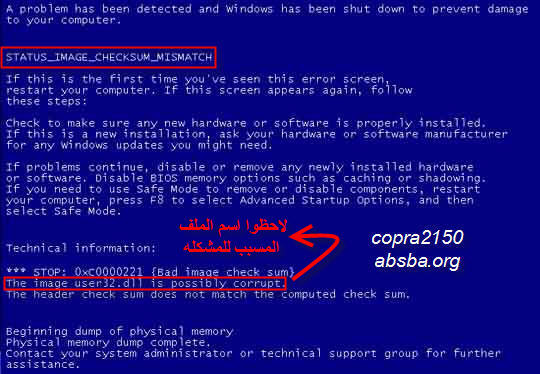 A problem has been detected and Windows has been shut down to prevent damage
to your computer.
STATUS_IMAGE_CHECKSUM_MISMATCH
If this is the first time you've seen this error screen,
restart your computer. If this screen appears again, follow
these steps:
Check to make sure any new hardware or software is properly installed.
If this is a new installation, ask your hardware or software manufacturer
for any Windows updates you might need.
If problems continue, disable or remove any newly installed hardware
or software. Disable BIOS memory options such as caching or shadowing.
If you need to use Safe Mode to remove or disable components, restart
your computer, press F8 to select Advanced Startup Options, and then
select Safe Mode.
لاحظوا اسم الملف
المسبب للمشكله
copra2150
absba.org
Technical information:
*** STOP: 0xC0000221 {Bad image check sum}
The image user32.dll is possibly corrupt.
The header check sum does not match the computed check sum.
Beginning dump of physical memory
Physical memory dump complete.
Contact your system administrator or technical support group for further
assistance.